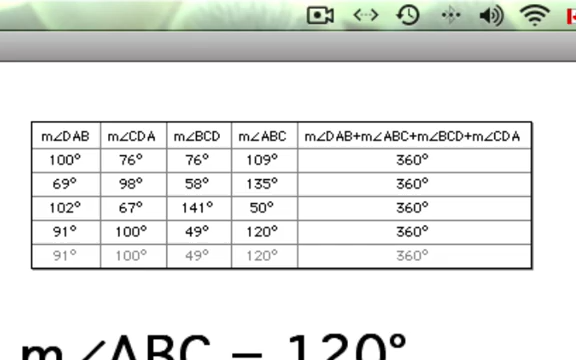 m∠DAB m∠CDA m∠BCD m∠ABC m∠DAB+m∠ABC+m∠BCD+m∠CDA
100° 76° 76° 109° 360°
69° 98° 58° 135° 360°
102° 67° 141° 50° 360°
91° 100° 49° 120° 360°
91° 100° 49° 120° 360°
m∠ABC = 120°